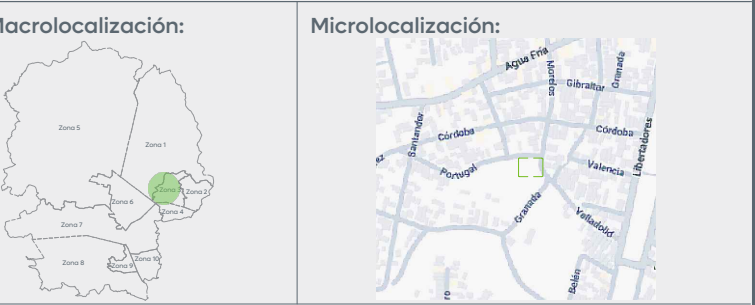 Macrolocalización:
Zona 5
Zona 1
Zona 3
Zona 2
Zona 6
Zona 4
Zona 7
Zona 8
Zona 9
Zona 10
Microlocalización:
Agua Fría
Morelos
Gibraltar
Granada
Santander
Córdoba
Córdoba
Libertadores
Portugal
Valencia
Granada
Valladolid
Belén